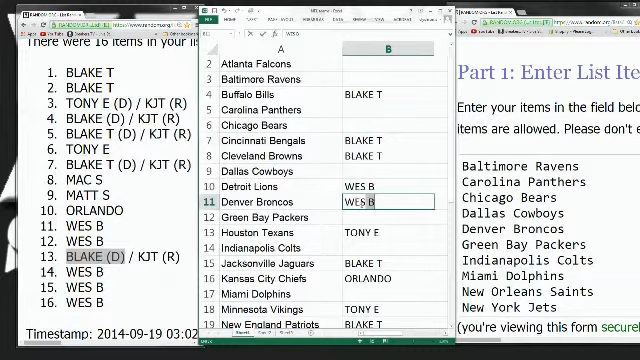 There were 16 items in your lis
1. BLAKE T
2. BLAKE T
3. TONY E (D) / KJT (R)
4. BLAKE (D) / KJT (R)
5. BLAKE T (D) / KJT (R)
6. TONY E
7. BLAKE T (D) / KJT (R)
8. MAC S
9. MATT S
10. ORLANDO
11. WES B
12. WES B
13. BLAKE (D) / KJT (R)
14. WES B
15. WES B
16. WES B
Timestamp: 2014-09-19 03:02
A B
2 Atlanta Falcons
3 Baltimore Ravens
4 Buffalo Bills BLAKE T
5 Carolina Panthers
6 Chicago Bears
7 Cincinnati Bengals BLAKE T
8 Cleveland Browns BLAKE T
9 Dallas Cowboys
10 Detroit Lions WES B
11 Denver Broncos WES B
12 Green Bay Packers
13 Houston Texans TONY E
14 Indianapolis Colts
15 Jacksonville Jaguars BLAKE T
16 Kansas City Chiefs ORLANDO
17 Miami Dolphins
18 Minnesota Vikings TONY E
19 New England Patriots BLAKE T
Part 1: Enter List Item
Enter your items in the field below
items are allowed. Please don't e
Baltimore Ravens
Carolina Panthers
Chicago Bears
Dallas Cowboys
Denver Broncos
Green Bay Packers
Indianapolis Colts
Miami Dolphins
New Orleans Saints
New York Jets
(you're viewing this form secure